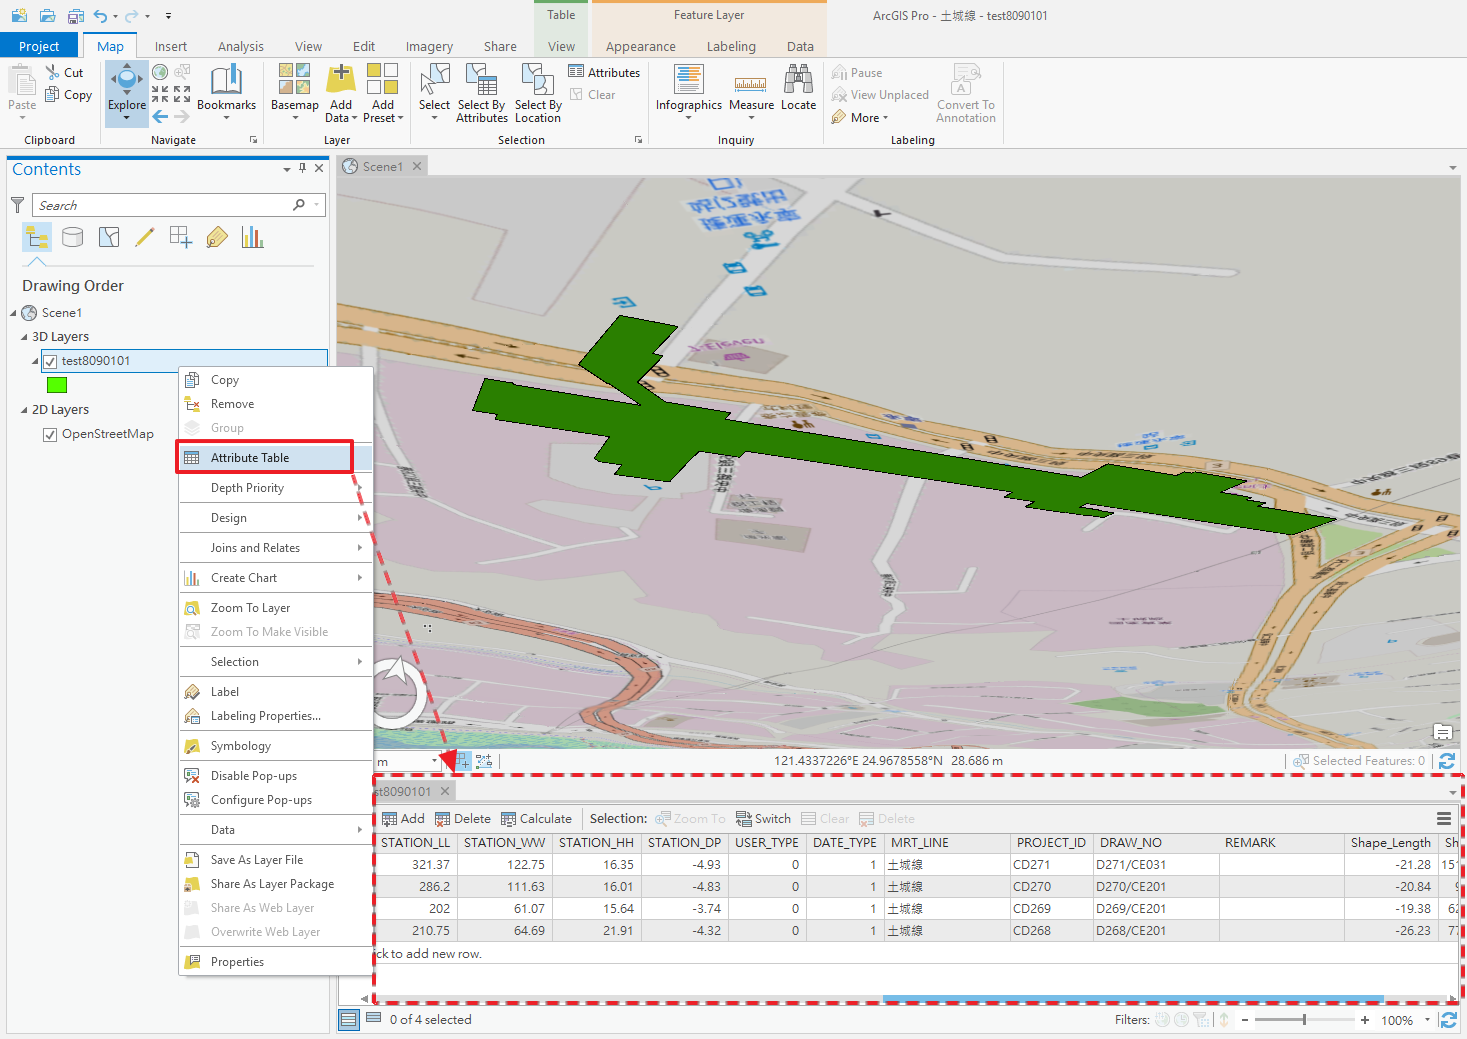 Table
Feature Layer
ArcGIS Pro - 土城線 - test8090101
Project
Map
Insert
Analysis
View
Edit
Imagery
Share
View
Appearance
Labeling
Data
Paste
Cut
Copy
Clipboard
Explore
Bookmarks
Navigate
Basemap
Add Data
Add Preset
Layer
Select
Select By Attributes
Select By Location
Attributes
Clear
Selection
Infographics
Measure
Locate
Inquiry
Pause
View Unplaced
More
Convert To Annotation
Labeling
Contents
Search
Drawing Order
Scene1
3D Layers
test8090101
2D Layers
OpenStreetMap
Copy
Remove
Group
Attribute Table
Depth Priority
Design
Joins and Relates
Create Chart
Zoom To Layer
Zoom To Make Visible
Selection
Label
Labeling Properties...
Symbology
Disable Pop-ups
Configure Pop-ups
Data
Save As Layer File
Share As Layer Package
Share As Web Layer
Overwrite Web Layer
Properties
Scene1
m
121.4337226°E 24.9678558°N 28.686 m
Selected Features: 0
st8090101
Add Delete Calculate Selection: Zoom To Switch Clear Delete
STATION_LL STATION_WW STATION_HH STATION_DP USER_TYPE DATE_TYPE MRT_LINE PROJECT_ID DRAW_NO REMARK Shape_Length Sh
321.37 122.75 16.35 -4.93 0 1 土城線 CD271 D271/CE031 -21.28 151
286.2 111.63 16.01 -4.83 0 1 土城線 CD270 D270/CE201 -20.84 9
202 61.07 15.64 -3.74 0 1 土城線 CD269 D269/CE201 -19.38 62
210.75 64.69 21.91 -4.32 0 1 土城線 CD268 D268/CE201 -26.23 77
ck to add new row.
0 of 4 selected
Filters:
- + 100%